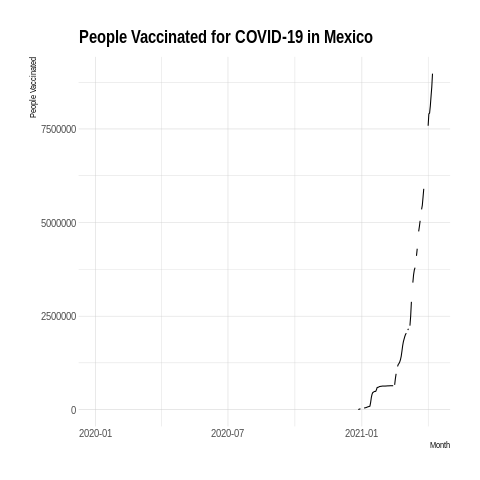 People Vaccinated for COVID-19 in Mexico
People Vaccinated
7500000
5000000
2500000
0
2020-01
2020-07
2021-01
Month